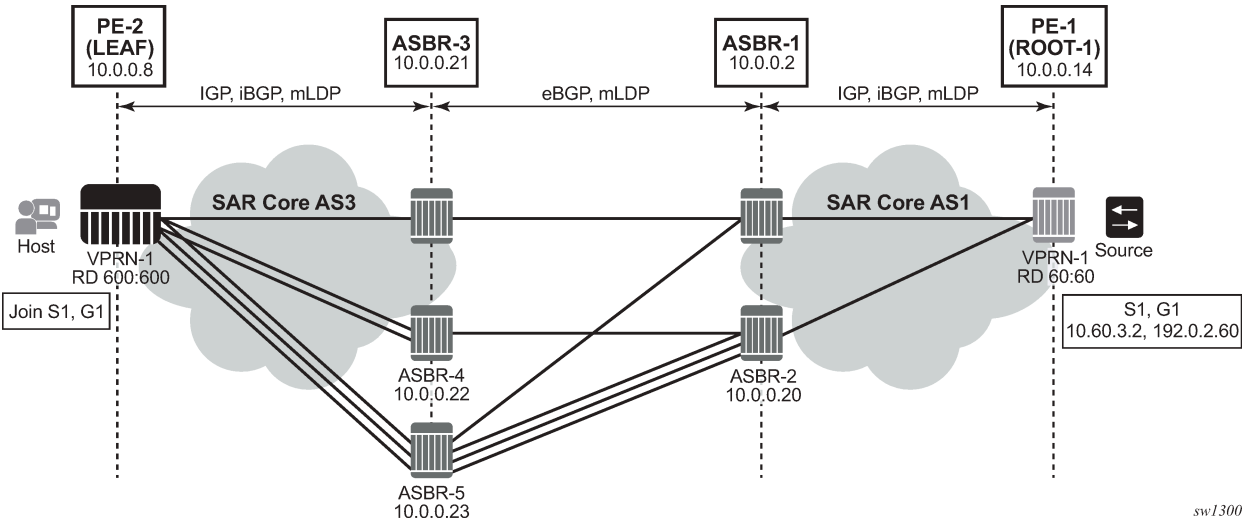 PE-2
(LEAF)
10.0.0.8
ASBR-3
10.0.0.21
ASBR-1
10.0.0.2
PE-1
(ROOT-1)
10.0.0.14
IGP, iBGP, mLDP
eBGP, mLDP
IGP, iBGP, mLDP
SAR Core AS3
SAR Core AS1
Host
Source
VPRN-1
RD 600:600
VPRN-1
RD 60:60
Join S1, G1
S1, G1
10.60.3.2, 192.0.2.60
ASBR-4
10.0.0.22
ASBR-2
10.0.0.20
ASBR-5
10.0.0.23
sw1300